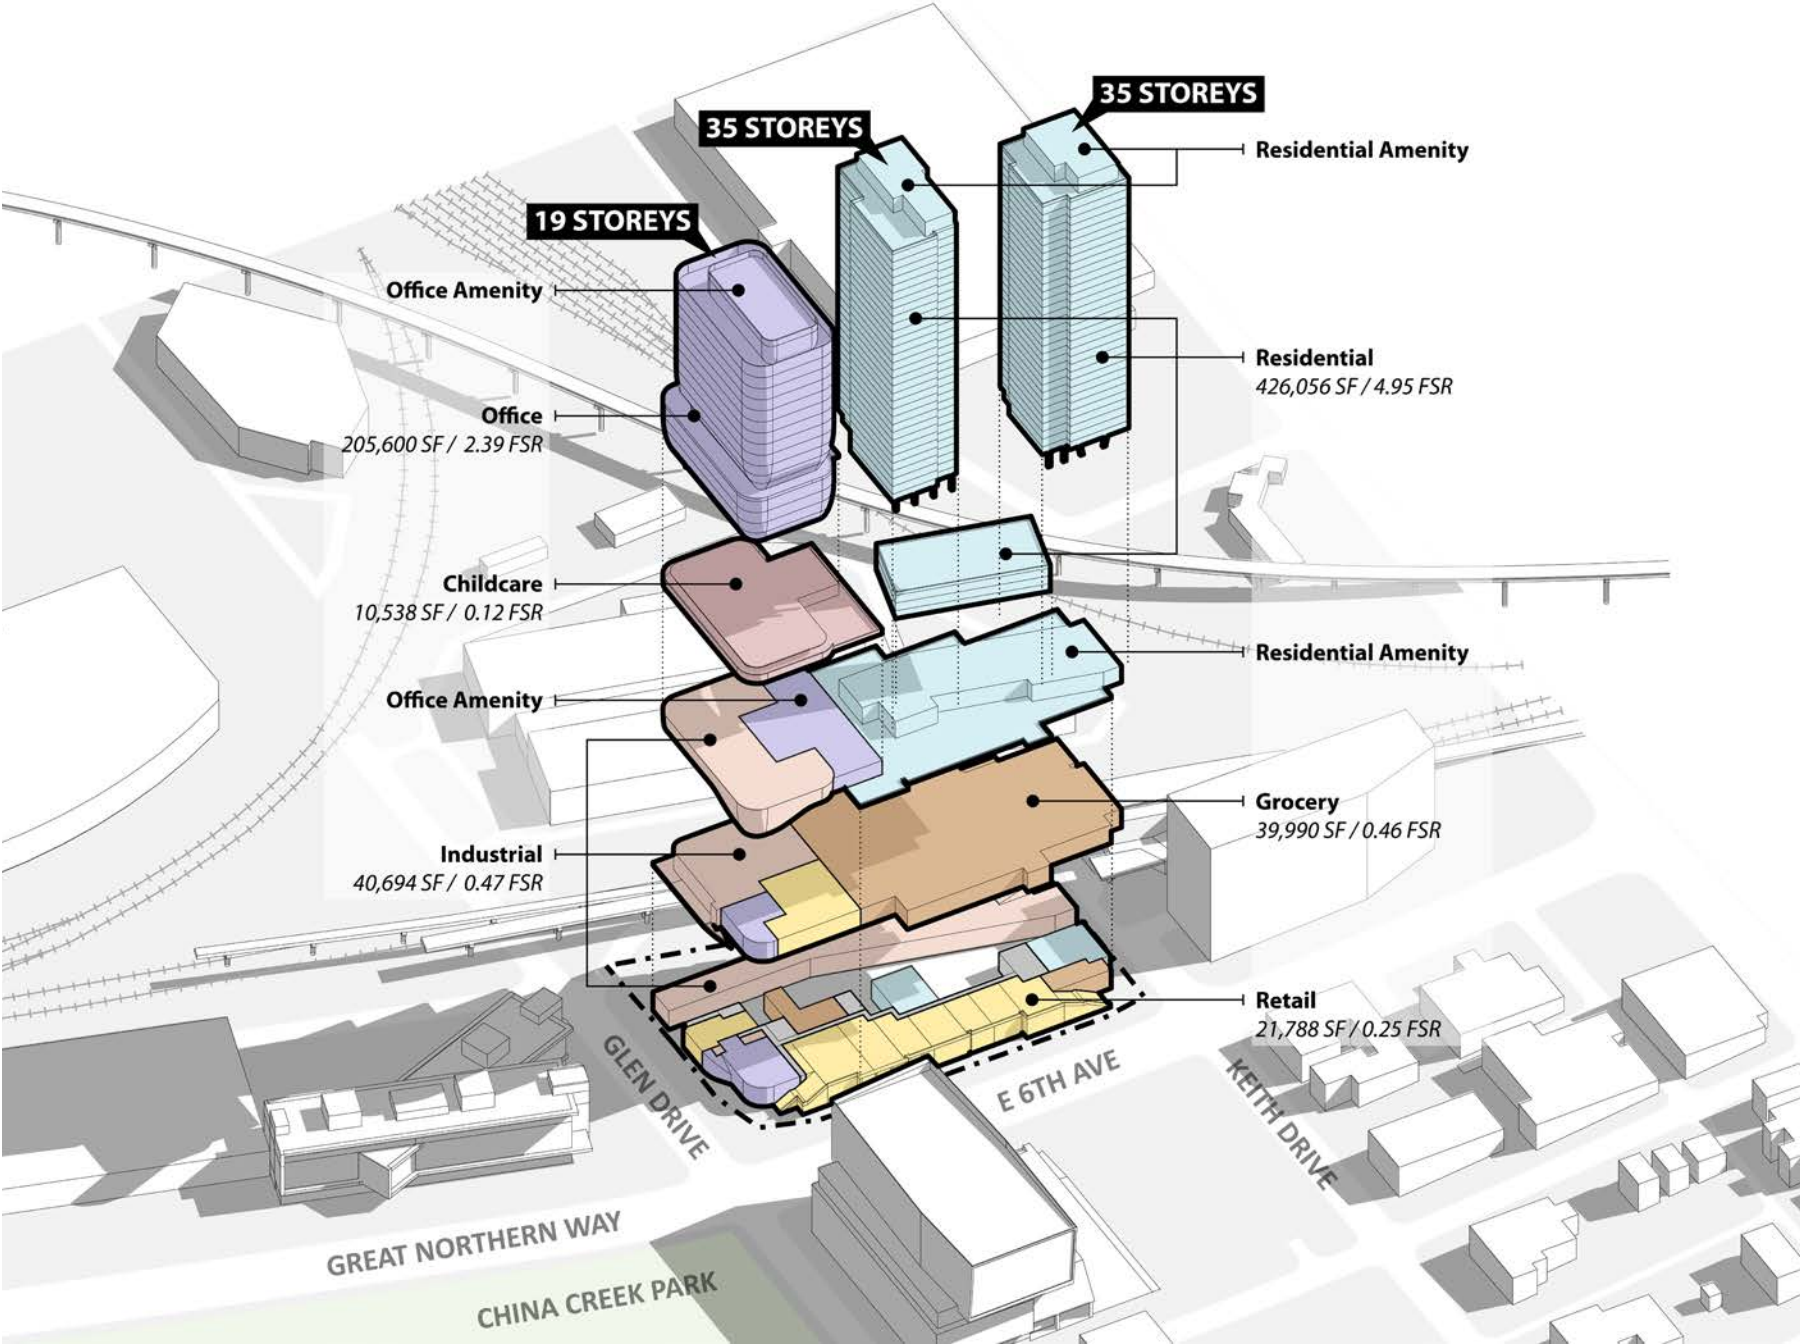 35 STOREYS
35 STOREYS
Residential Amenity
19 STOREYS
Office Amenity
Residential
426,056 SF / 4.95 FSR
Office
205,600 SF / 2.39 FSR
Childcare
10,538 SF / 0.12 FSR
Residential Amenity
Office Amenity
Grocery
39,990 SF / 0.46 FSR
Industrial
40,694 SF / 0.47 FSR
Retail
21,788 SF / 0.25 FSR
GLEN DRIVE
E 6TH AVE
KEITH DRIVE
GREAT NORTHERN WAY
CHINA CREEK PARK